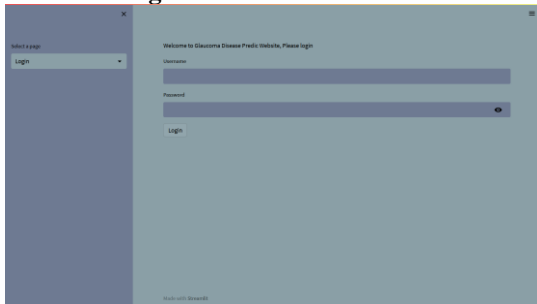 Select a page
Login
Welcome to Glaucoma Disease Predic Website, Please login
Username
Password
Login
Made with Streamlit